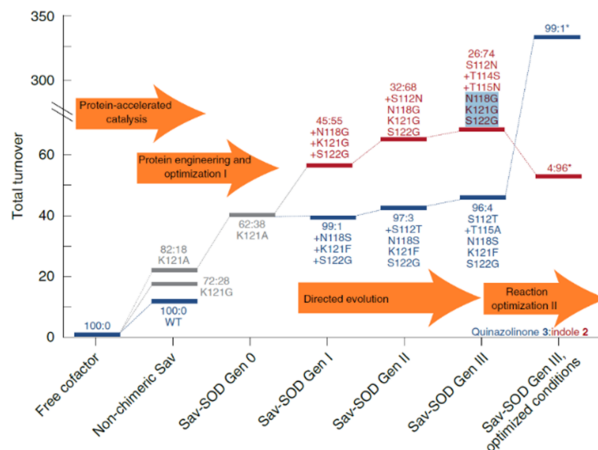 Total turnover
350
300
60
40
20
0
Protein-accelerated
catalysis
Protein engineering and
optimization I
100:0
82:18
K121A
72:28
K121G
100:0
WT
62:38
K121A
45:55
+N118G
+K121G
+S122G
99:1
+N118S
+K121F
+S122G
32:68
+S112N
N118G
K121G
S122G
97:3
+S112T
N118S
K121F
S122G
26:74
S112N
+T114S
+T115N
N118G
K121G
S122G
96:4
S112T
+T115A
N118S
K121F
S122G
99:1*
4:96*
Directed evolution
Reaction
optimization II
Quinazolinone 3:indole 2
Free cofactor
Non-chimeric Sav
Sav-SOD Gen 0
Sav-SOD Gen I
Sav-SOD Gen II
Sav-SOD Gen III
Sav-SOD Gen III,
optimized conditions